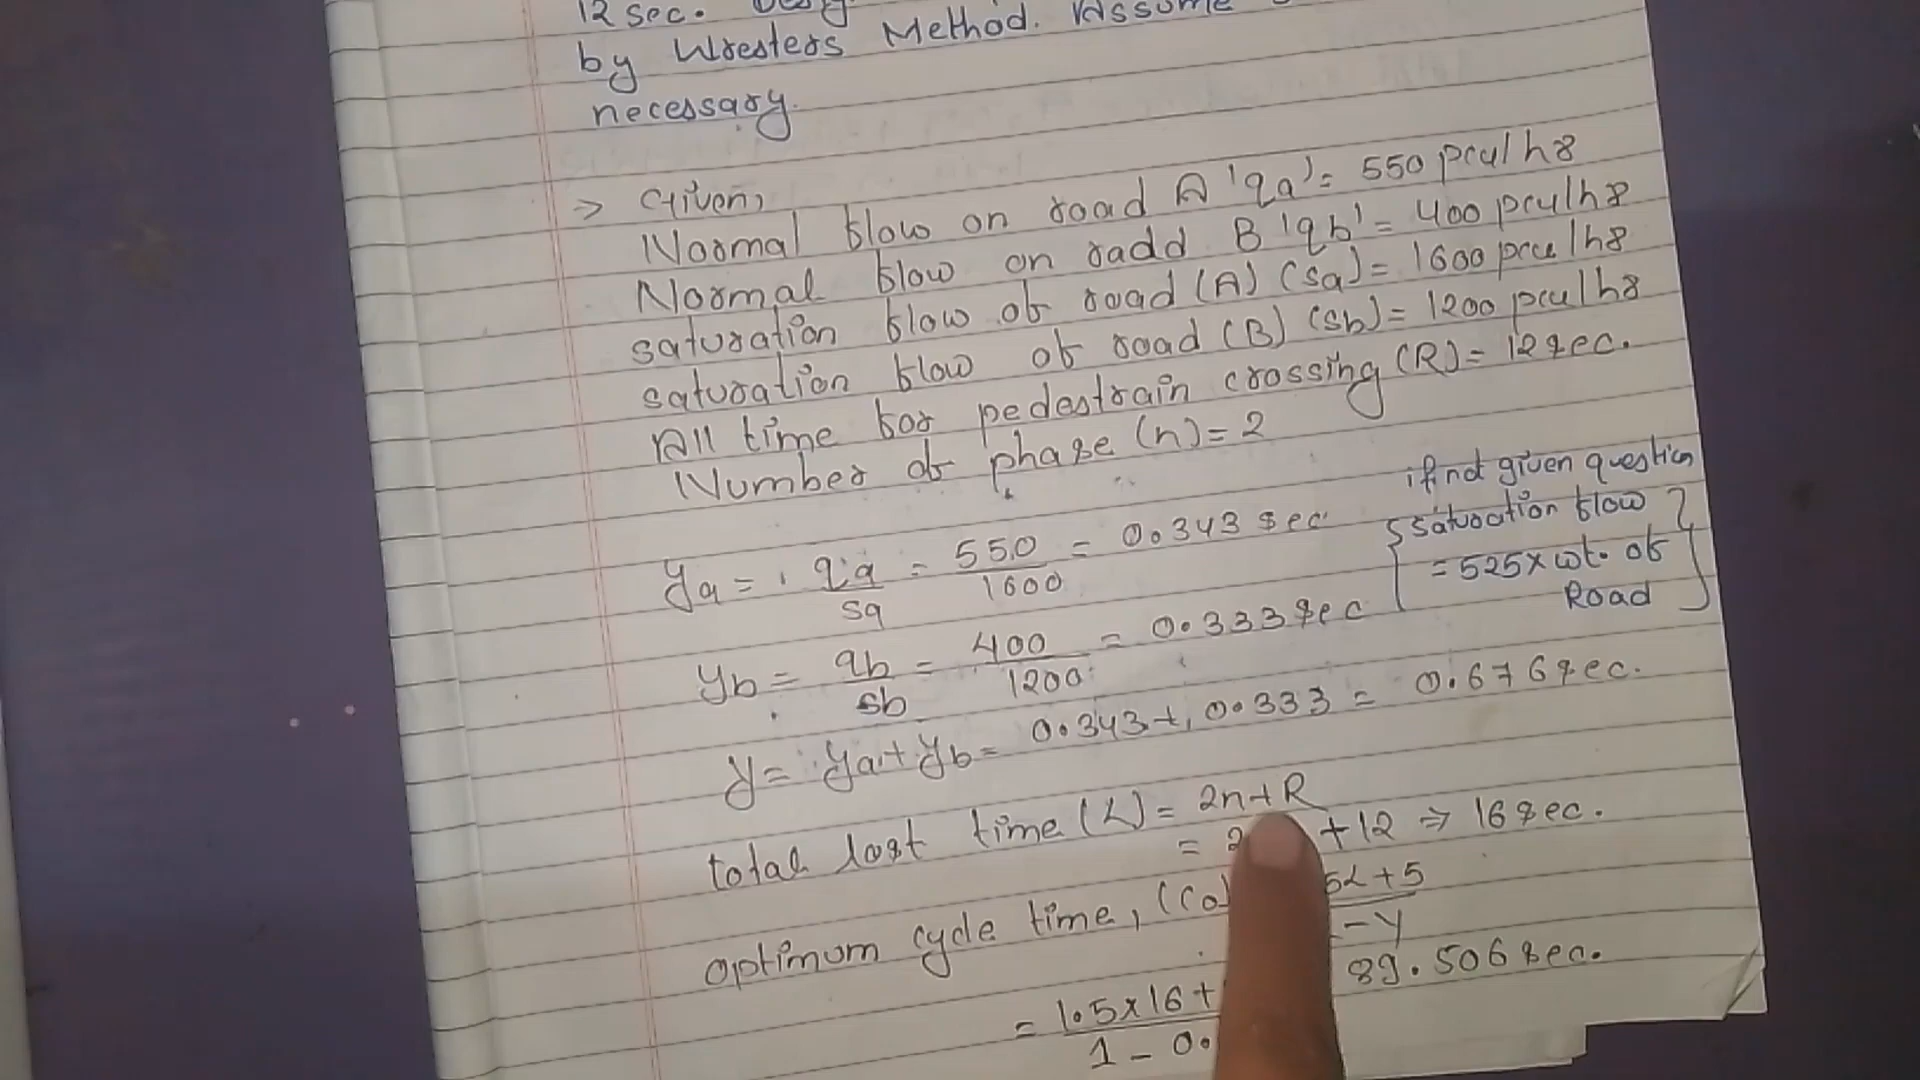 12 sec.
by Wresters Method. Assume
necessary.
→ Given,
Normal flow on road A 'qa' = 550 pcu/hr
Normal flow on radd B 'qb' = 400 pcu/hr
saturation flow of road (A) (Sa) = 1600 pcu/hr
saturation flow of road (B) (Sb) = 1200 pcu/hr
All time for pedestrain crossing (R) = 12 sec.
Number of phase (n) = 2
if not given question
{saturation flow
= 525 x wt. of
Road}
ya = qa/sa = 550/1600 = 0.343 sec
yb = qb/sb = 400/1200 = 0.333 sec
y = ya + yb = 0.343 + 0.333 = 0.676 sec.
total lost time (L) = 2n+R
= 2 + 12 ⇒ 16 sec.
optimum cycle time, (Co) 5L+5
-Y
= 1.5x16+ 89.506 sec.
1 - 0.